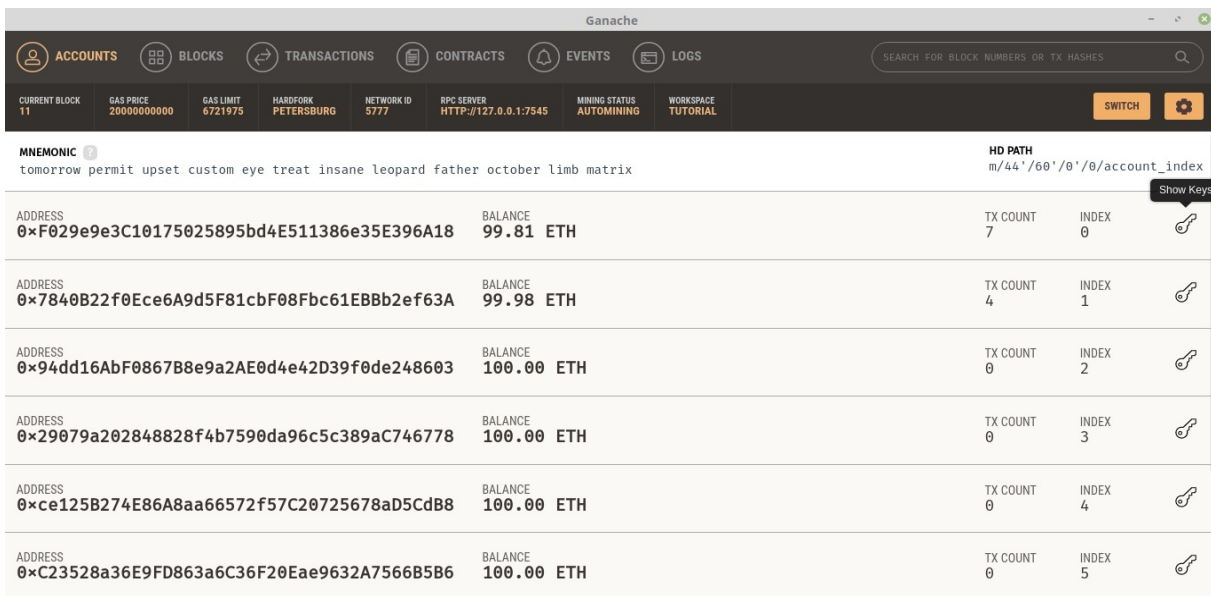 Ganache
ACCOUNTS BLOCKS TRANSACTIONS CONTRACTS EVENTS LOGS SEARCH FOR BLOCK NUMBERS OR TX HASHES
CURRENT BLOCK GAS PRICE GAS LIMIT HARDFORK NETWORK ID RPC SERVER MINING STATUS WORKSPACE
11 20000000000 6721975 PETERSBURG 5777 HTTP://127.0.0.1:7545 AUTOMINING TUTORIAL SWITCH
MNEMONIC ? HD PATH
tomorrow permit upset custom eye treat insane leopard father october limb matrix m/44'/60'/0'/0/account_index
Show Keys
ADDRESS BALANCE TX COUNT INDEX
0×F029e9e3C10175025895bd4E511386e35E396A18 99.81 ETH 7 0
ADDRESS BALANCE TX COUNT INDEX
0×7840B22f0Ece6A9d5F81cbF08Fbc61EBBb2ef63A 99.98 ETH 4 1
ADDRESS BALANCE TX COUNT INDEX
0×94dd16AbF0867B8e9a2AE0d4e42D39f0de248603 100.00 ETH 0 2
ADDRESS BALANCE TX COUNT INDEX
0×29079a202848828f4b7590da96c5c389aC746778 100.00 ETH 0 3
ADDRESS BALANCE TX COUNT INDEX
0×ce125B274E86A8aa66572f57C20725678aD5CdB8 100.00 ETH 0 4
ADDRESS BALANCE TX COUNT INDEX
0×C23528a36E9FD863a6C36F20Eae9632A7566B5B6 100.00 ETH 0 5